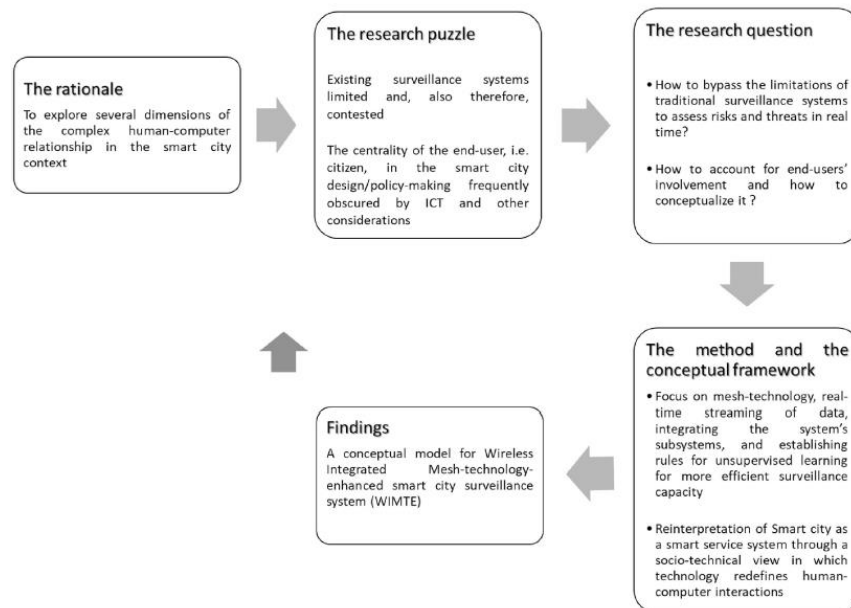 The rationale
To explore several dimensions of
the complex human-computer
relationship in the smart city
context
The research puzzle
Existing surveillance systems
limited and, also therefore,
contested
The centrality of the end-user, i.e.
citizen, in the smart city
design/policy-making frequently
obscured by ICT and other
considerations
The research question
• How to bypass the limitations of
traditional surveillance systems
to assess risks and threats in real
time?
• How to account for end-users'
involvement and how to
conceptualize it ?
The method and the
conceptual framework
• Focus on mesh-technology, real-
time streaming of data,
integrating the system's
subsystems, and establishing
rules for unsupervised learning
for more efficient surveillance
capacity
• Reinterpretation of Smart city as
a smart service system through a
socio-technical view in which
technology redefines human-
computer interactions
Findings
A conceptual model for Wireless
Integrated Mesh-technology-
enhanced smart city surveillance
system (WIMTE)